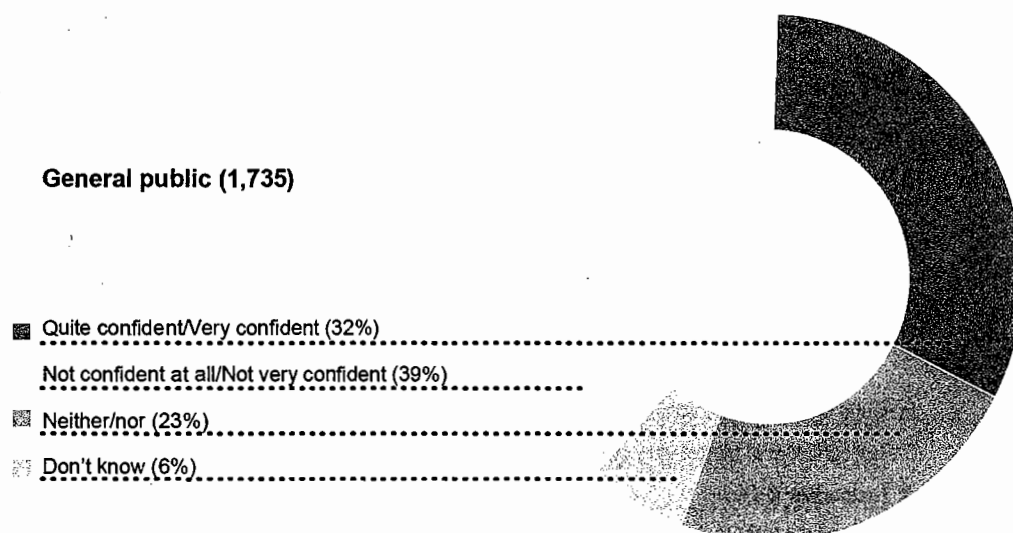 General public (1,735)
Quite confident/Very confident (32%)
Not confident at all/Not very confident (39%)
Neither/nor (23%)
Don't know (6%)